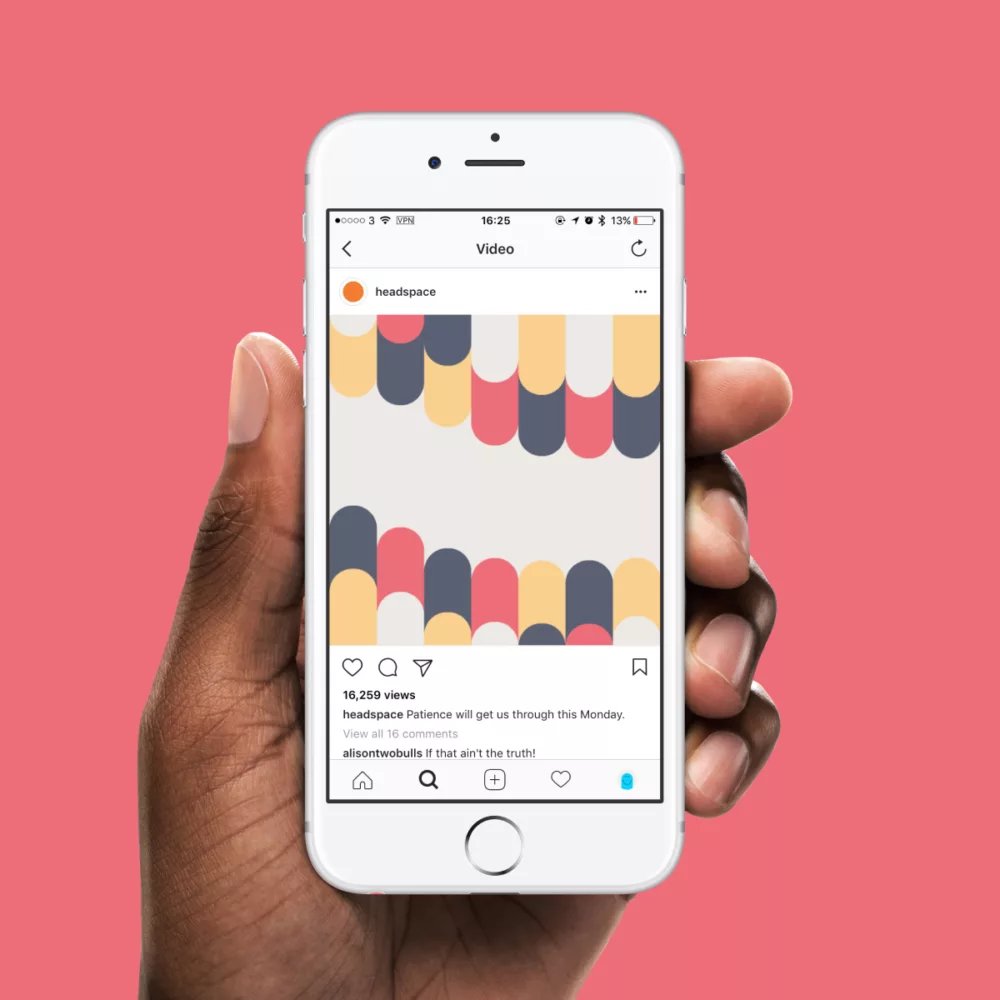 3 VPN 16:25 13%
Video
headspace
16,259 views
headspace Patience will get us through this Monday.
View all 16 comments
alisontwobulls If that ain't the truth!